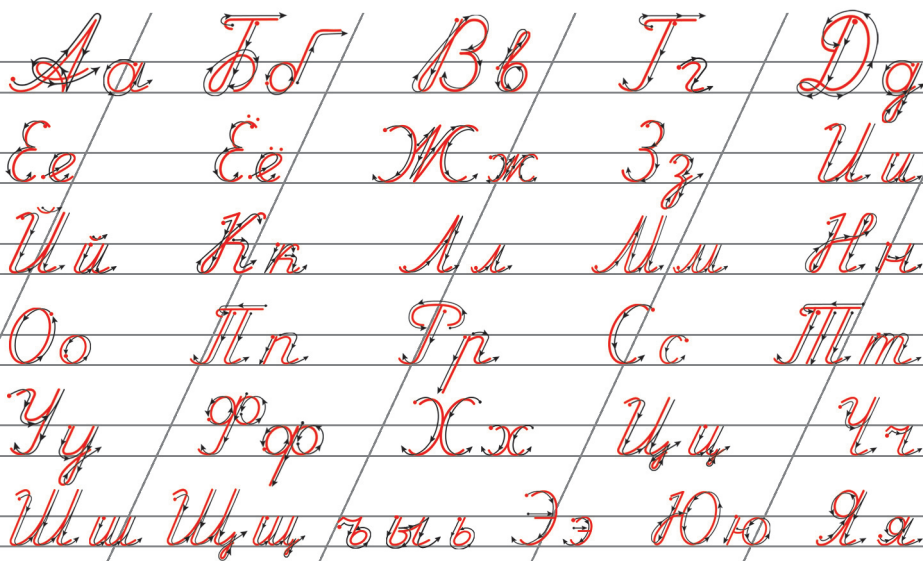 Аа Бб Вв Гг Дд
Ее Ёё Жж Зз Ии
Йй Кк Лл Мм Нн
Оо Пп Рр Сс Тт
Уу Фф Хх Цц Чч
Шш Щщ ъ ы ь Ээ Юю Яя